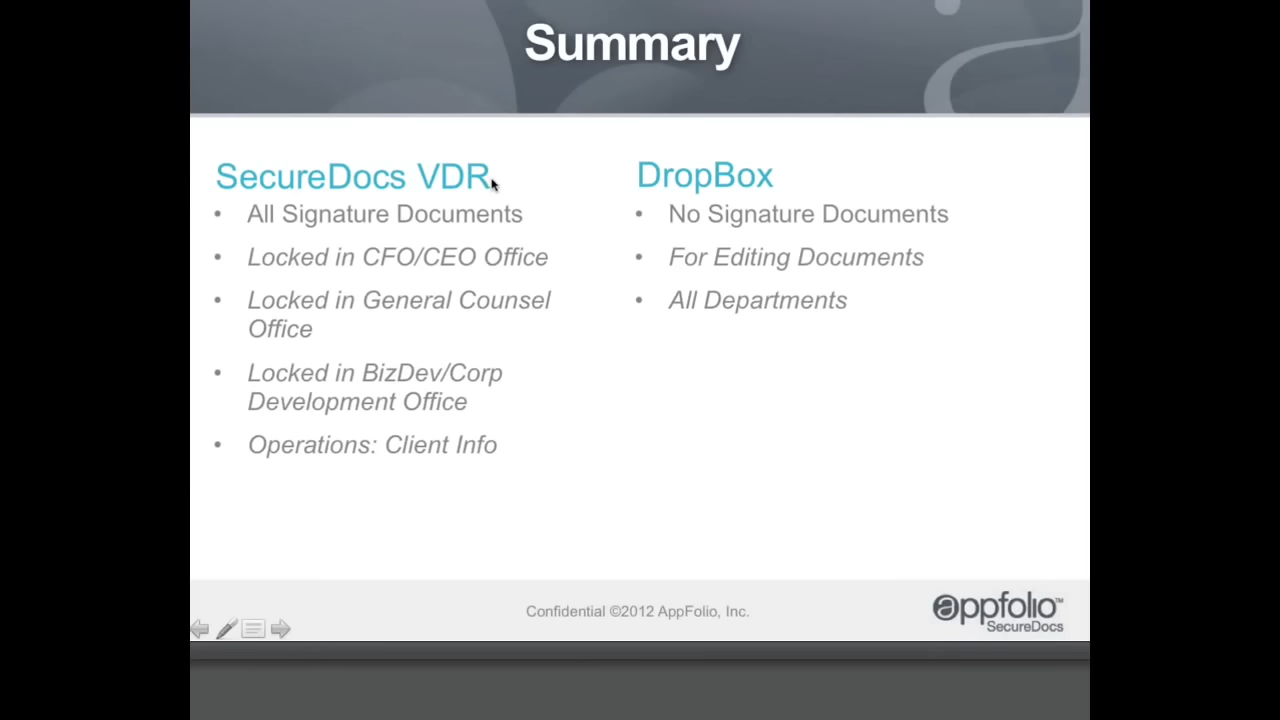 Summary
SecureDocs VDR
• All Signature Documents
• Locked in CFO/CEO Office
• Locked in General Counsel
Office
• Locked in BizDev/Corp
Development Office
• Operations: Client Info
DropBox
• No Signature Documents
• For Editing Documents
• All Departments
Confidential ©2012 AppFolio, Inc.
appfolio™
SecureDocs